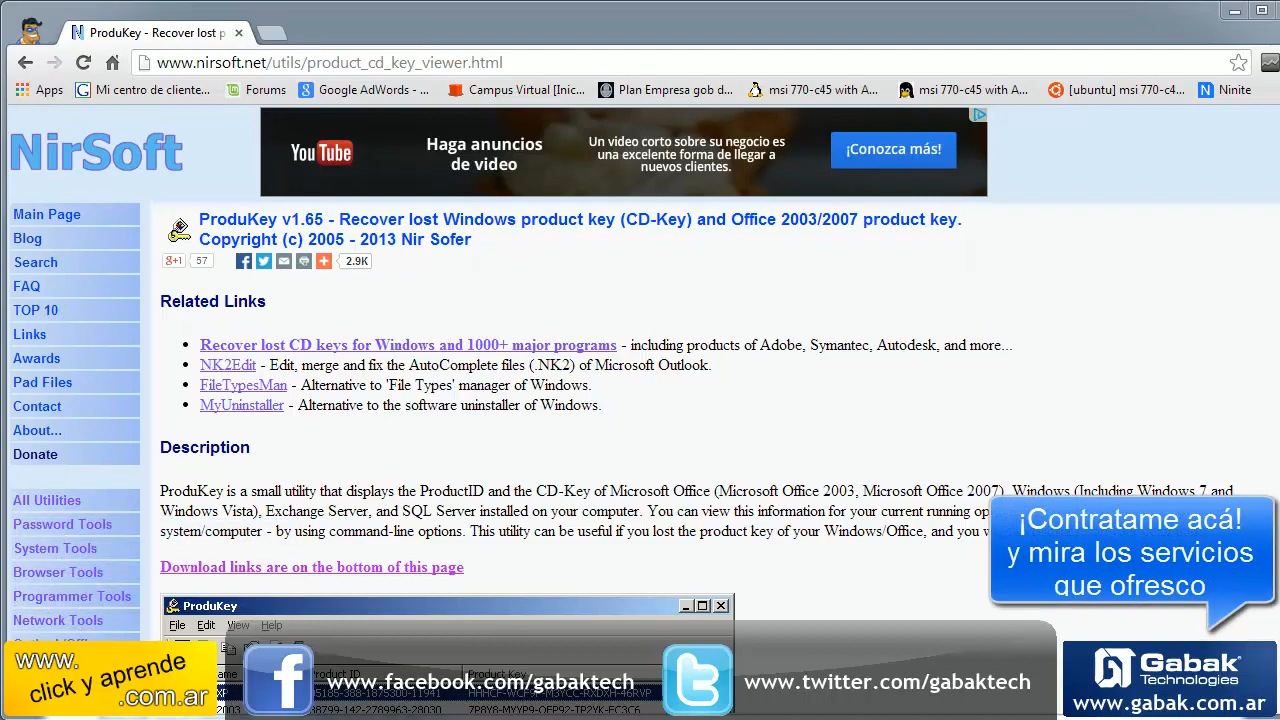 ProduKey - Recover lost p
www.nirsoft.net/utils/product_cd_key_viewer.html
Apps
Mi centro de cliente...
Forums
Google AdWords - ...
Campus Virtual [Inic...
Plan Empresa gob d...
msi 770-c45 with A...
msi 770-c45 with A...
[ubuntu] msi 770-c4...
Ninite
NirSoft
YouTube
Haga anuncios
de video
Un video corto sobre su negocio es
una excelente forma de llegar a
nuevos clientes.
¡Conozca más!
Main Page
Blog
Search
FAQ
TOP 10
Links
Awards
Pad Files
Contact
About...
Donate
All Utilities
Password Tools
System Tools
Browser Tools
Programmer Tools
Network Tools
ProduKey v1.65 - Recover lost Windows product key (CD-Key) and Office 2003/2007 product key.
Copyright (c) 2005 - 2013 Nir Sofer
g+1 57
2.9K
Related Links
Recover lost CD keys for Windows and 1000+ major programs - including products of Adobe, Symantec, Autodesk, and more...
NK2Edit - Edit, merge and fix the AutoComplete files (.NK2) of Microsoft Outlook.
FileTypesMan - Alternative to 'File Types' manager of Windows.
MyUninstaller - Alternative to the software uninstaller of Windows.
Description
ProduKey is a small utility that displays the ProductID and the CD-Key of Microsoft Office (Microsoft Office 2003, Microsoft Office 2007), Windows (Including Windows 7 and
Windows Vista), Exchange Server, and SQL Server installed on your computer. You can view this information for your current running op
system/computer - by using command-line options. This utility can be useful if you lost the product key of your Windows/Office, and you w
Download links are on the bottom of this page
ProduKey
File Edit View Help
Product ID
Product Key
¡Contratame acá!
y mira los servicios
que ofresco
www.
click y aprende
.com.ar
www.facebook.com/gabaktech
www.twitter.com/gabaktech
Gabak
Technologies
www.gabak.com.ar